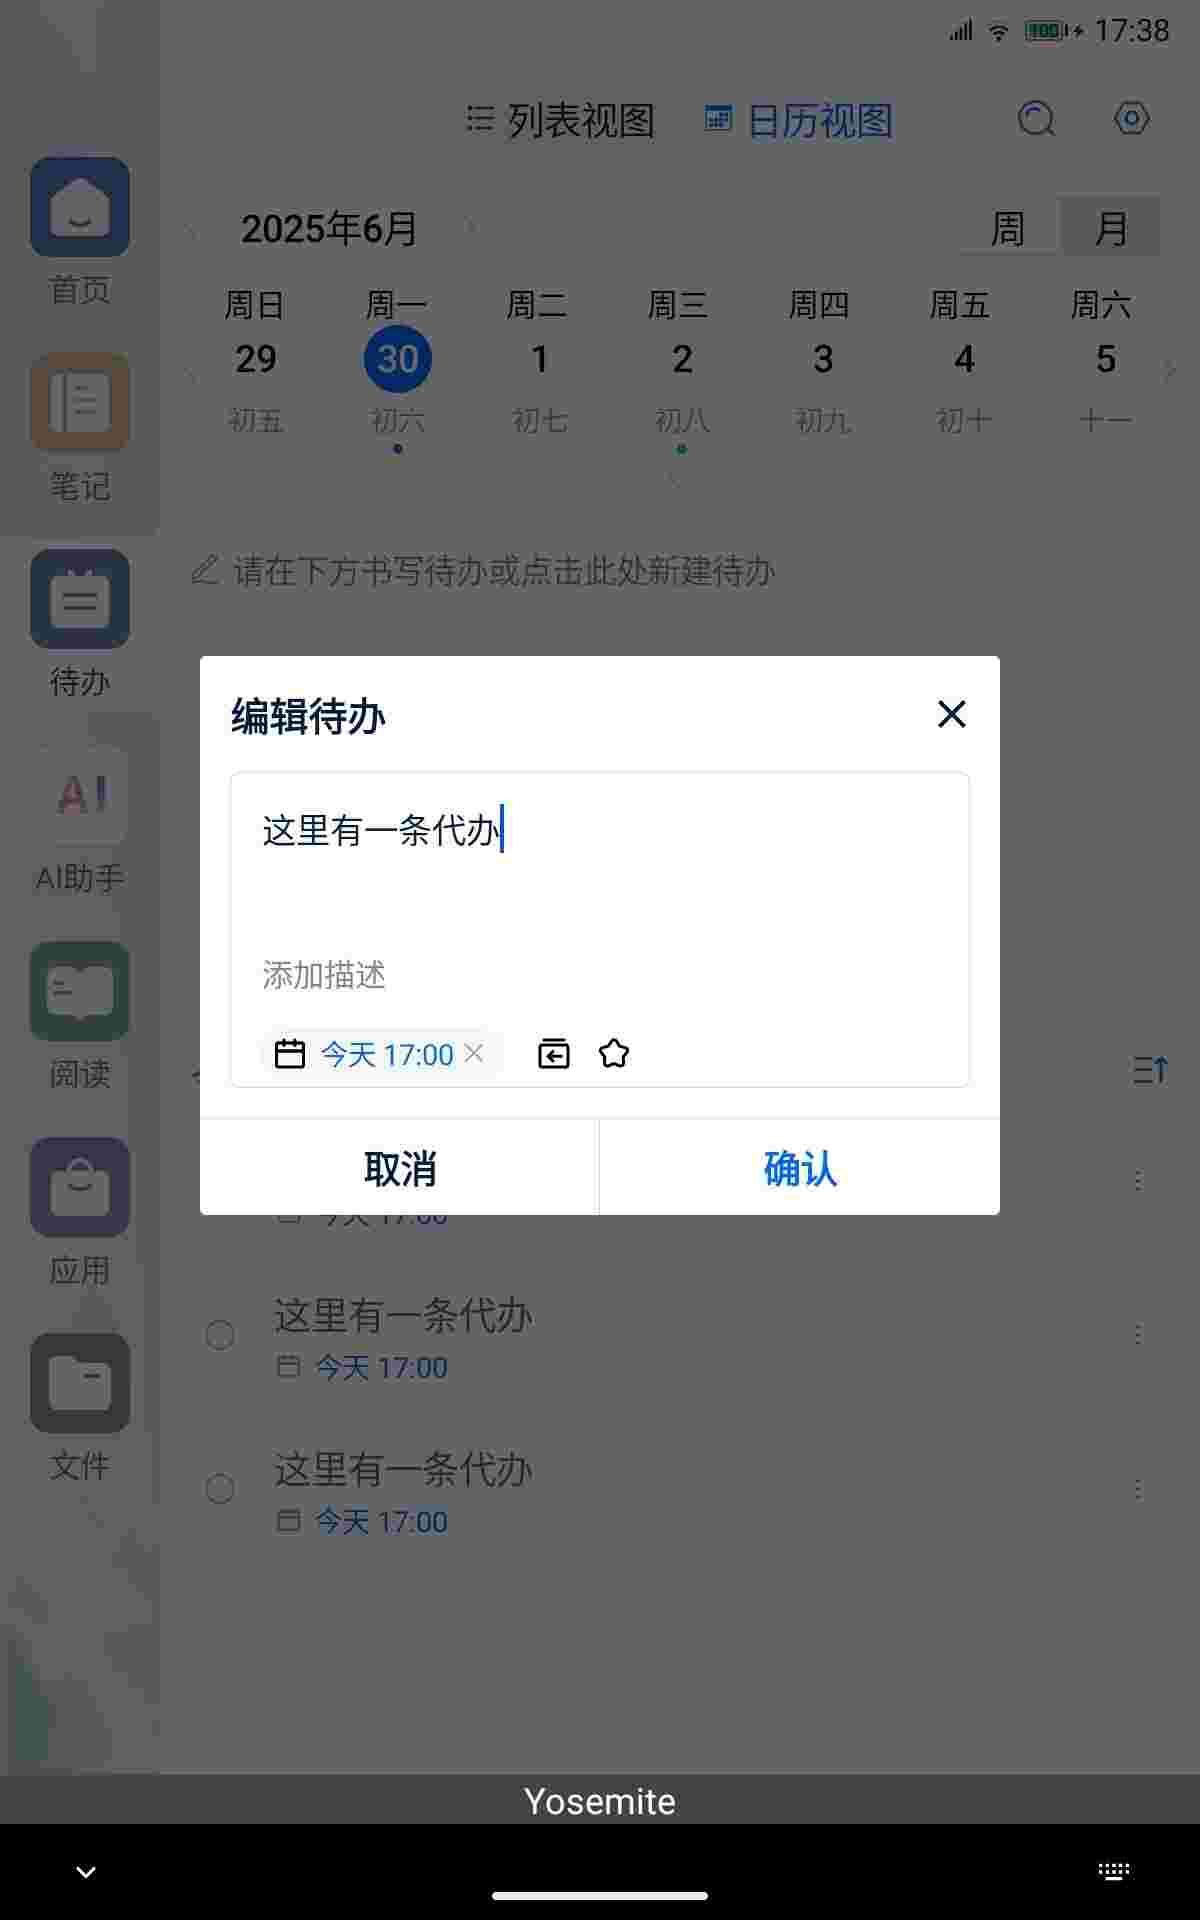 100 17:38
列表视图 日历视图
2025年6月 周 月
周日 周一 周二 周三 周四 周五 周六
29 30 1 2 3 4 5
初五 初六 初七 初八 初九 初十 十一
请在下方书写待办或点击此处新建待办
首页
笔记
待办
AI
AI助手
阅读
应用
文件
编辑待办
这里有一条代办
添加描述
今天 17:00
取消 确认
今天 17:00
这里有一条代办
今天 17:00
这里有一条代办
今天 17:00
Yosemite